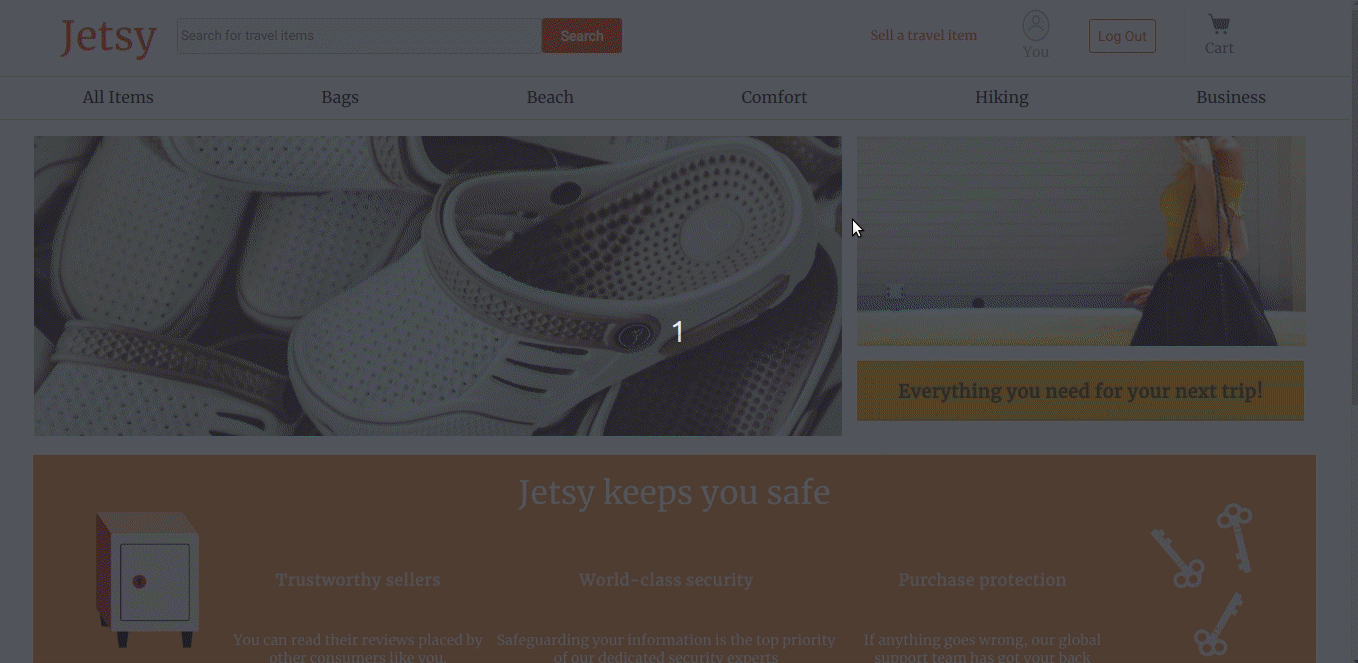 Jetsy
Search for travel items
Search
Sell a travel item
You
Log Out
Cart
All Items
Bags
Beach
Comfort
Hiking
Business
1
Everything you need for your next trip!
Jetsy keeps you safe
Trustworthy sellers
World-class security
Purchase protection
You can read their reviews placed by
other consumers like you.
Safeguarding your information is the top priority
of our dedicated security experts
If anything goes wrong, our global
support team has got your back